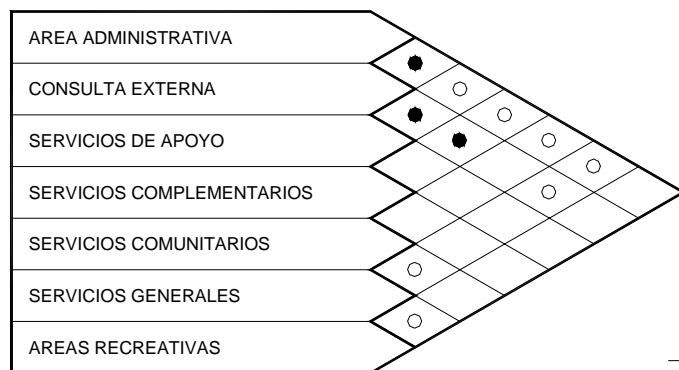 AREA ADMINISTRATIVA
CONSULTA EXTERNA
SERVICIOS DE APOYO
SERVICIOS COMPLEMENTARIOS
SERVICIOS COMUNITARIOS
SERVICIOS GENERALES
AREAS RECREATIVAS